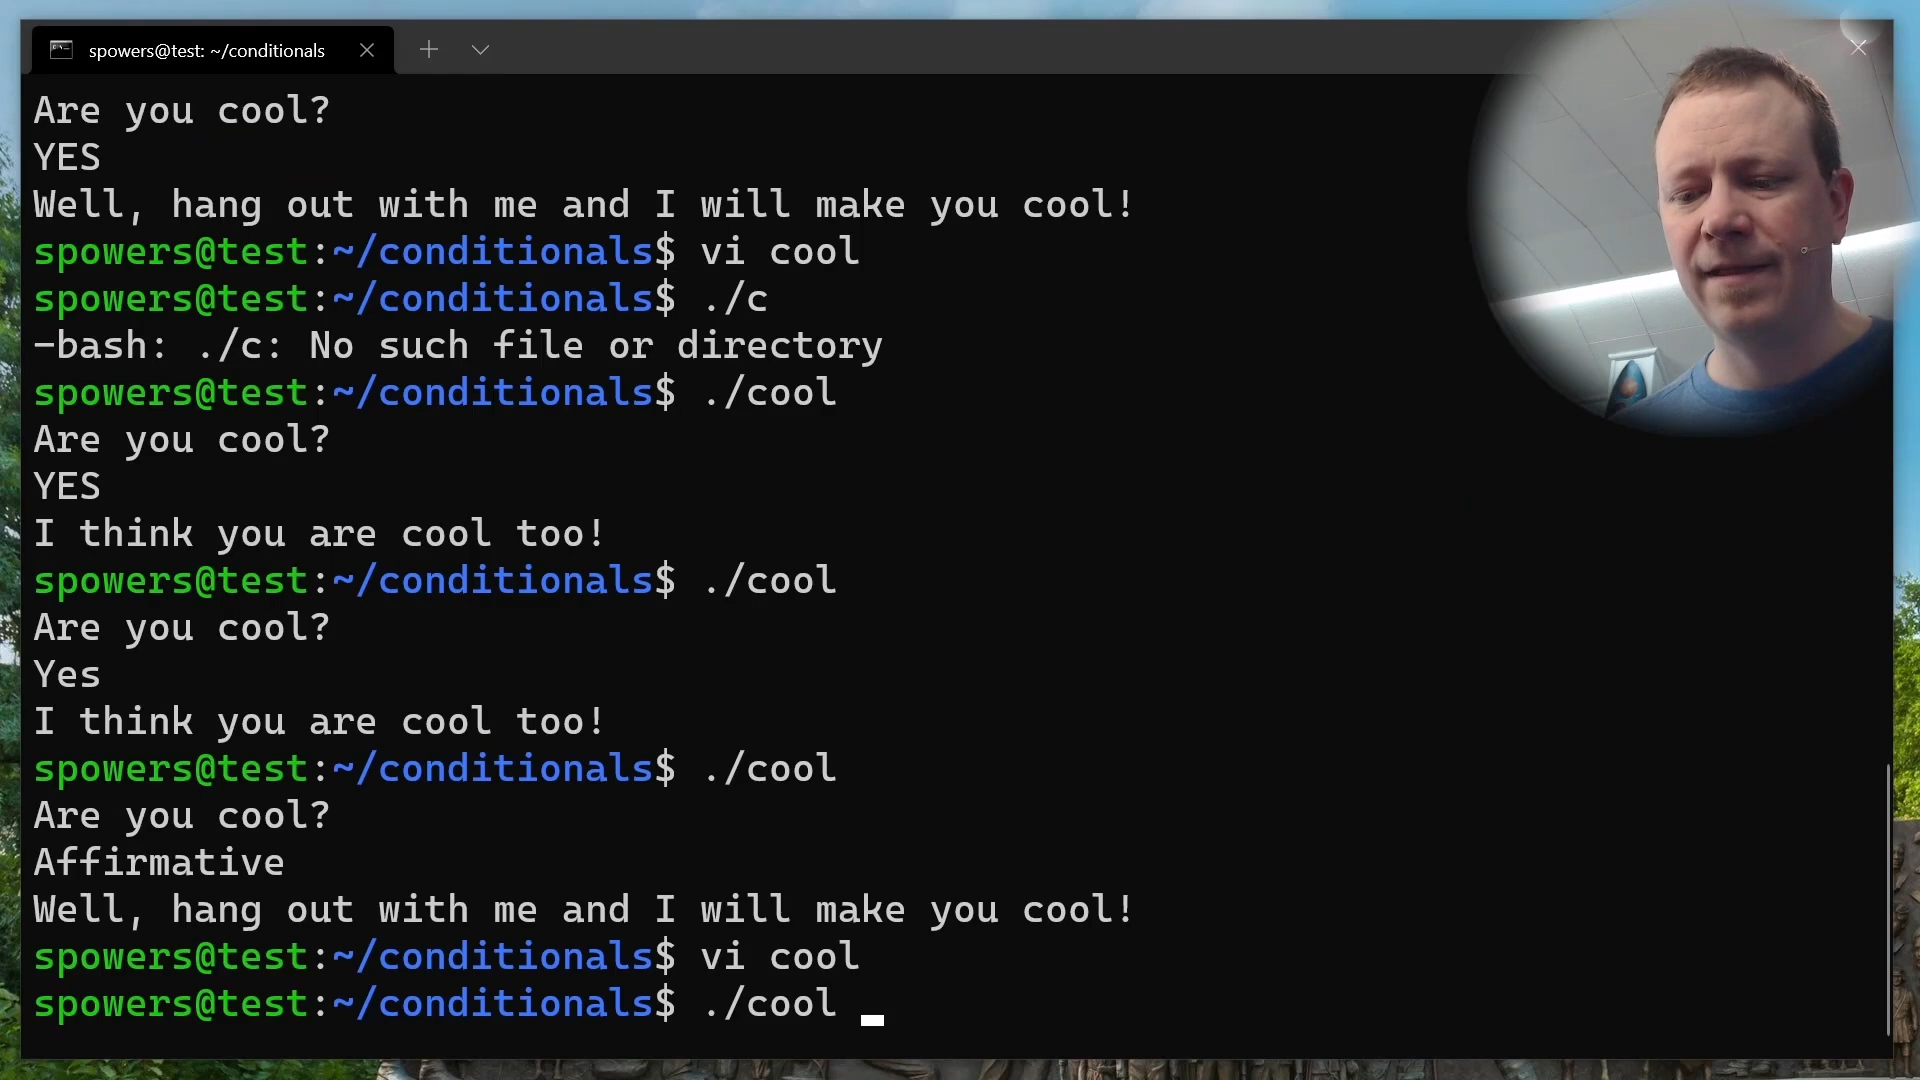 spowers@test: ~/conditionals
Are you cool?
YES
Well, hang out with me and I will make you cool!
spowers@test:~/conditionals$ vi cool
spowers@test:~/conditionals$ ./c
-bash: ./c: No such file or directory
spowers@test:~/conditionals$ ./cool
Are you cool?
YES
I think you are cool too!
spowers@test:~/conditionals$ ./cool
Are you cool?
Yes
I think you are cool too!
spowers@test:~/conditionals$ ./cool
Are you cool?
Affirmative
Well, hang out with me and I will make you cool!
spowers@test:~/conditionals$ vi cool
spowers@test:~/conditionals$ ./cool